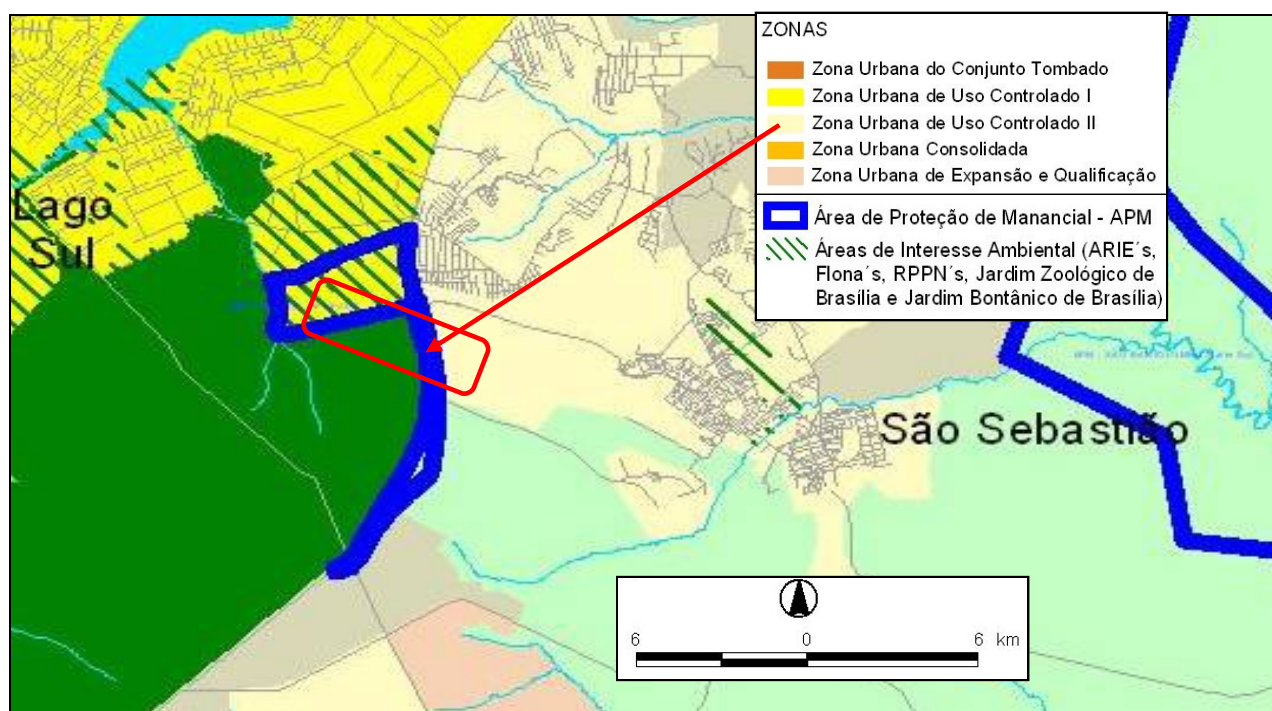 ZONAS
Zona Urbana do Conjunto Tombado
Zona Urbana de Uso Controlado I
Zona Urbana de Uso Controlado II
Zona Urbana Consolidada
Zona Urbana de Expansão e Qualificação
Área de Proteção de Manancial - APM
Áreas de Interesse Ambiental (ARIE´s,
Flona´s, RPPN´s, Jardim Zoológico de
Brasília e Jardim Bontânico de Brasília)
Lago
Sul
São Sebastião
6 0 6 km